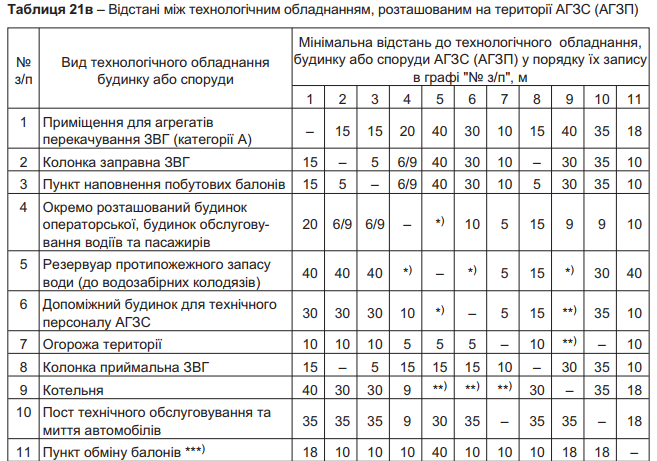 Таблиця 21в – Відстані між технологічним обладнанням, розташованим на території АГЗС (АГЗП)
№ з/п
Вид технологічного обладнання будинку або споруди
Мінімальна відстань до технологічного обладнання,
будинку або споруди АГЗС (АГЗП) у порядку їх запису
в графі "№ з/п", м
1 2 3 4 5 6 7 8 9 10 11
1 Приміщення для агрегатів
перекачування ЗВГ (категорії А) – 15 15 20 40 30 10 15 40 35 18
2 Колонка заправна ЗВГ 15 – 5 6/9 40 30 10 – 30 35 10
3 Пункт наповнення побутових балонів 15 5 – 6/9 40 30 10 5 30 35 10
4 Окремо розташований будинок
операторської, будинок обслугову-
вання водіїв та пасажирів 20 6/9 6/9 – *) 10 5 15 9 9 10
5 Резервуар протипожежного запасу
води (до водозабірних колодязів) 40 40 40 *) – *) 5 15 *) 30 40
6 Допоміжний будинок для технічного
персоналу АГЗС 30 30 30 10 *) – 5 15 **) 35 10
7 Огорожа території 10 10 10 5 5 5 – 10 **) – 10
8 Колонка приймальна ЗВГ 15 – 5 15 15 15 10 – 30 35 10
9 Котельня 40 30 30 9 **) **) **) 30 – 35 18
10 Пост технічного обслуговування та
миття автомобілів 35 35 35 9 30 35 – 35 35 – 18
11 Пункт обміну балонів ***) 18 10 10 10 40 10 10 10 18 18 –